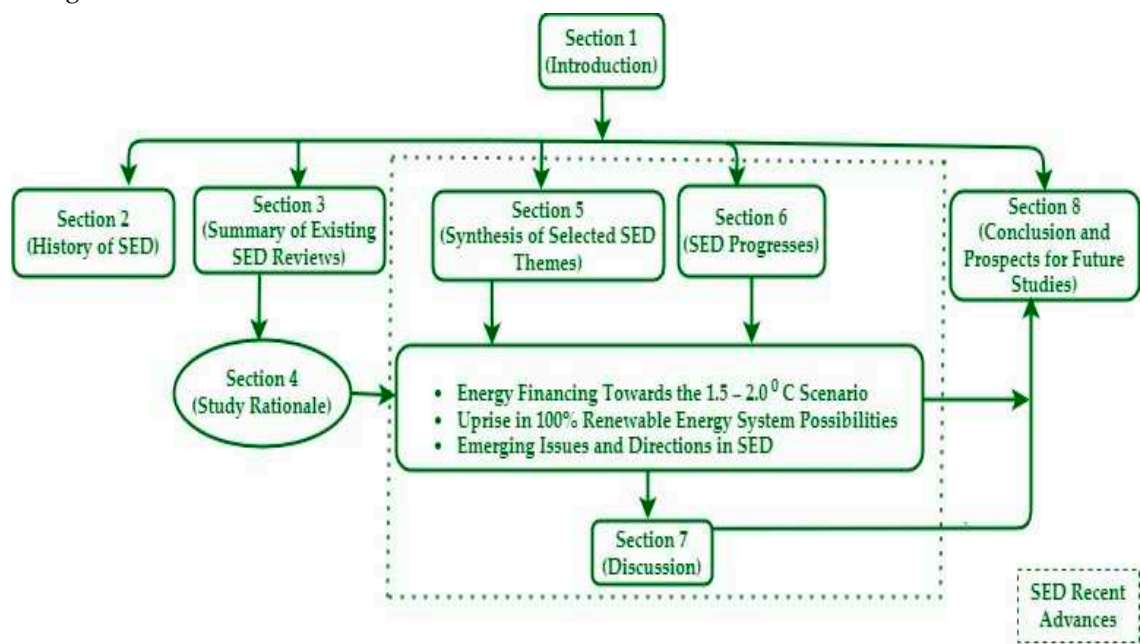 Section 1
(Introduction)
Section 2
(History of SED)
Section 3
(Summary of Existing
SED Reviews)
Section 5
(Synthesis of Selected SED
Themes)
Section 6
(SED Progresses)
Section 8
(Conclusion and
Prospects for Future
Studies)
Section 4
(Study Rationale)
• Energy Financing Towards the 1.5 – 2.0⁰ C Scenario
• Uprise in 100% Renewable Energy System Possibilities
• Emerging Issues and Directions in SED
Section 7
(Discussion)
SED Recent
Advances